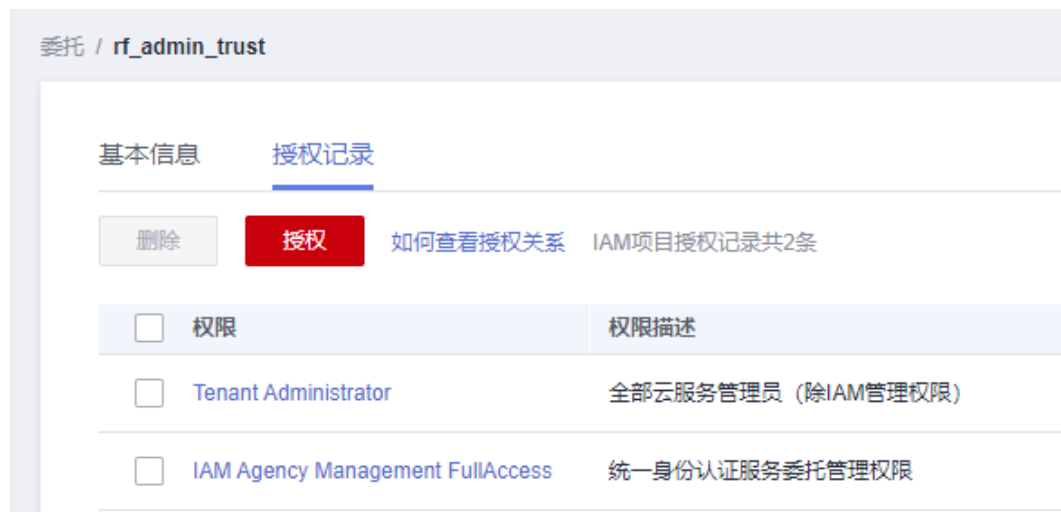 委托 / rf_admin_trust
基本信息 授权记录
删除 授权 如何查看授权关系 IAM项目授权记录共2条
权限 权限描述
Tenant Administrator 全部云服务管理员（除IAM管理权限）
IAM Agency Management FullAccess 统一身份认证服务委托管理权限